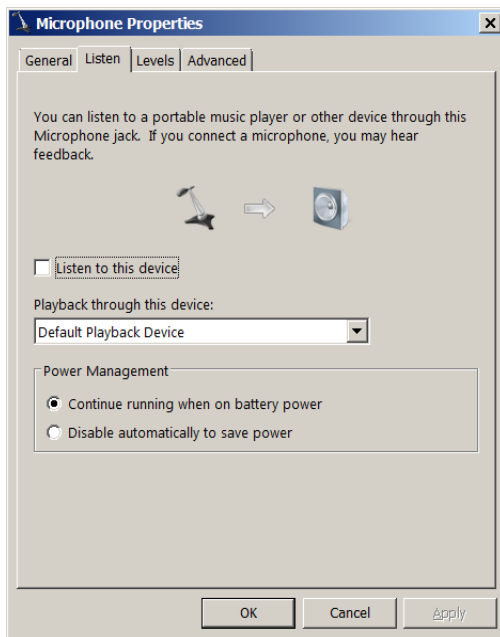 Microphone Properties
General Listen Levels Advanced
You can listen to a portable music player or other device through this
Microphone jack. If you connect a microphone, you may hear
feedback.
Listen to this device
Playback through this device:
Default Playback Device
Power Management
Continue running when on battery power
Disable automatically to save power
OK Cancel Apply